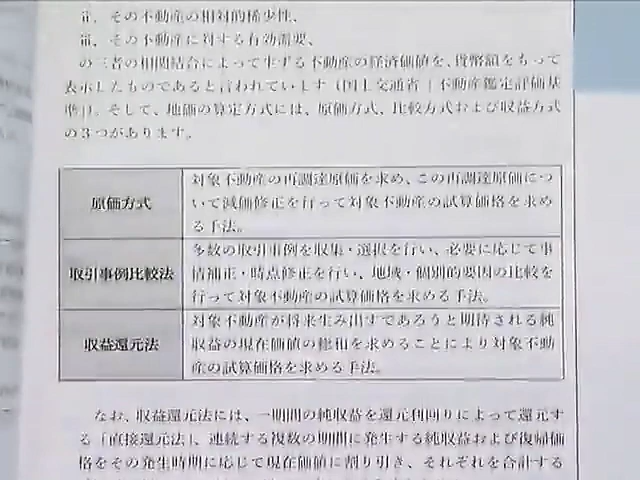 ⅱ．その不動産の相対的稀少性、
ⅲ．その不動産に対する有効需要、
の三者の相関結合によって生ずる不動産の経済価値を、貨幣額をもって
表示したものであると言われています（国土交通省「不動産鑑定評価基
準」）。そして、地価の算定方式には、原価方式、比較方式および収益方式
の3つがあります。
原価方式
対象不動産の再調達原価を求め、この再調達原価につ
いて減価修正を行って対象不動産の試算価格を求め
る手法。
取引事例比較法
多数の取引事例を収集・選択を行い、必要に応じて事
情補正・時点修正を行い、地域・個別的要因の比較を
行って対象不動産の試算価格を求める手法。
収益還元法
対象不動産が将来生み出すであろうと期待される純
収益の現在価値の総和を求めることにより対象不動
産の試算価格を求める手法。
なお、収益還元法には、一期間の純収益を還元利回りによって還元す
る「直接還元法」、連続する複数の期間に発生する純収益および復帰価
格をその発生時期に応じて現在価値に割り引き、それぞれを合計する